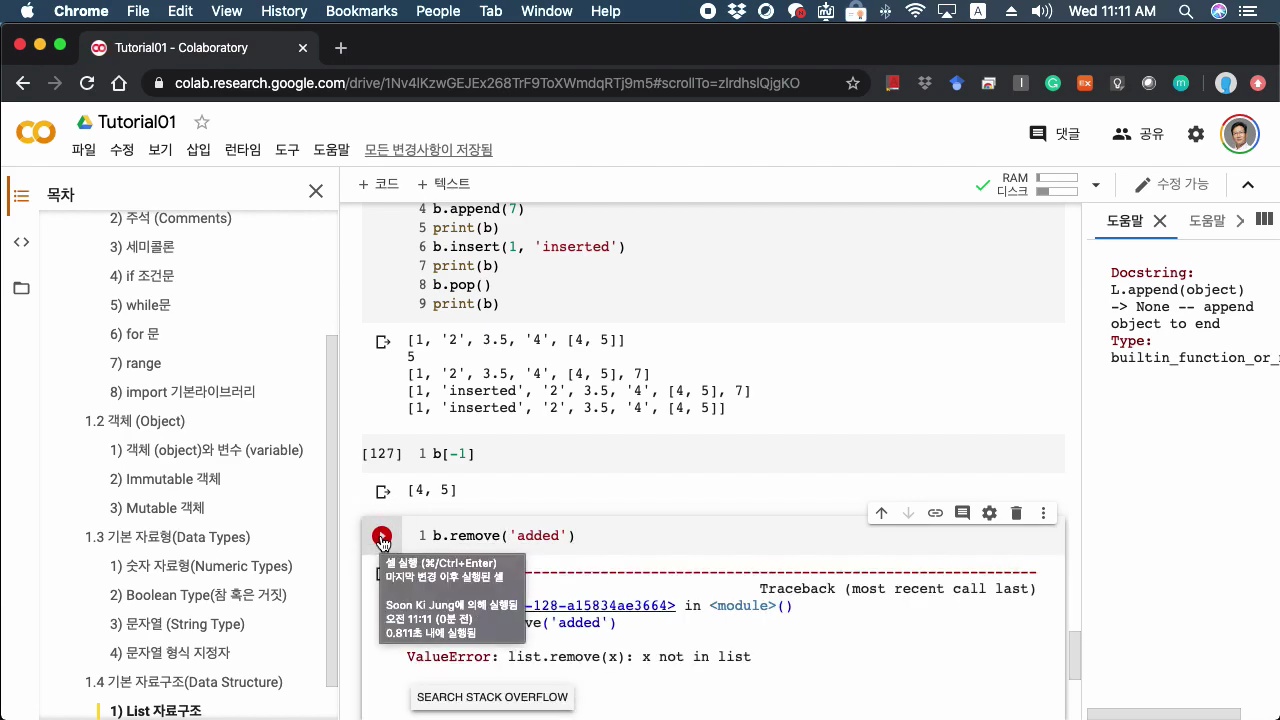 Chrome File Edit View History Bookmarks People Tab Window Help A Wed 11:11 AM
Tutorial01 - Colaboratory
colab.research.google.com/drive/1Nv4lKzwGEJEx268TrF9ToXWmdqRTj9m5#scrollTo=zlrdhslQjgKO
Tutorial01
댓글 공유
파일 수정 보기 삽입 런타임 도구 도움말 모든 변경사항이 저장됨
목차
+ 코드 + 텍스트
RAM
디스크
수정 가능
2) 주석 (Comments)
3) 세미콜론
4) if 조건문
5) while문
6) for 문
7) range
8) import 기본라이브러리
1.2 객체 (Object)
1) 객체 (object)와 변수 (variable)
2) Immutable 객체
3) Mutable 객체
1.3 기본 자료형(Data Types)
1) 숫자 자료형(Numeric Types)
2) Boolean Type(참 혹은 거짓)
3) 문자열 (String Type)
4) 문자열 형식 지정자
1.4 기본 자료구조(Data Structure)
1) List 자료구조
4 b.append(7)
5 print(b)
6 b.insert(1, 'inserted')
7 print(b)
8 b.pop()
9 print(b)
[1, '2', 3.5, '4', [4, 5]]
5
[1, '2', 3.5, '4', [4, 5], 7]
[1, 'inserted', '2', 3.5, '4', [4, 5], 7]
[1, 'inserted', '2', 3.5, '4', [4, 5]]
[127] 1 b[-1]
[4, 5]
1 b.remove('added')
셀 실행 (⌘/Ctrl+Enter)
마지막 변경 이후 실행된 셀
Soon Ki Jung에 의해 실행됨
오전 11:11 (0분 전)
0.811초 내에 실행됨
Traceback (most recent call last)
-128-a15834ae3664> in <module>()
ve('added')
ValueError: list.remove(x): x not in list
SEARCH STACK OVERFLOW
도움말 도움말
Docstring:
L.append(object)
-> None -- append
object to end
Type:
builtin_function_or_